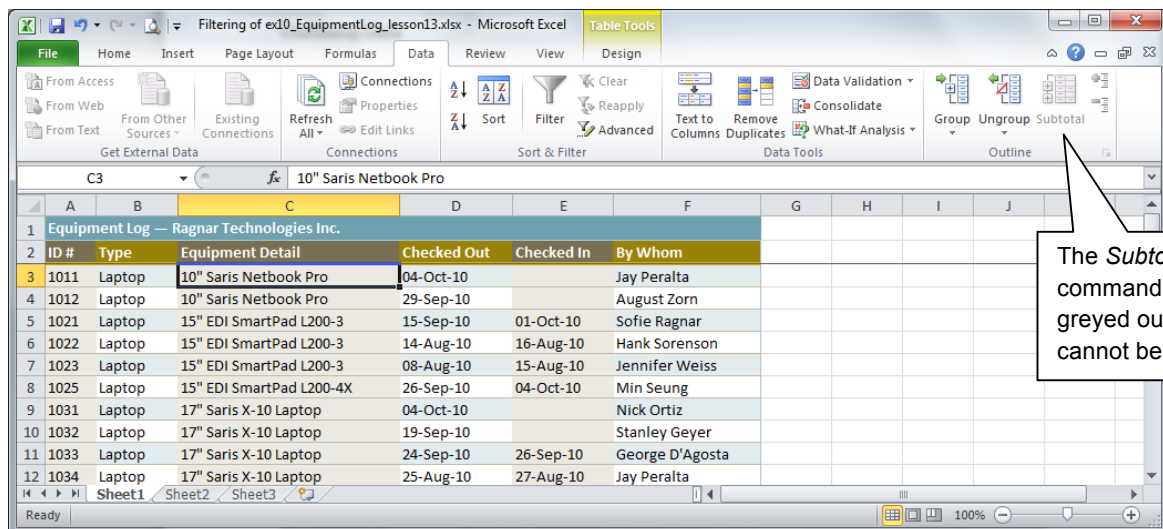 Filtering of ex10_EquipmentLog_lesson13.xlsx - Microsoft Excel
Table Tools
File Home Insert Page Layout Formulas Data Review View Design
From Access
From Web
From Text
From Other Sources
Existing Connections
Get External Data
Refresh All
Connections
Properties
Edit Links
Connections
Sort
Filter
Clear
Reapply
Advanced
Sort & Filter
Text to Columns
Remove Duplicates
Data Validation
Consolidate
What-If Analysis
Data Tools
Group
Ungroup
Subtotal
Outline
C3 fx 10" Saris Netbook Pro
A B C D E F G H I J
1 Equipment Log — Ragnar Technologies Inc.
2 ID # Type Equipment Detail Checked Out Checked In By Whom
3 1011 Laptop 10" Saris Netbook Pro 04-Oct-10 Jay Peralta
4 1012 Laptop 10" Saris Netbook Pro 29-Sep-10 August Zorn
5 1021 Laptop 15" EDI SmartPad L200-3 15-Sep-10 01-Oct-10 Sofie Ragnar
6 1022 Laptop 15" EDI SmartPad L200-3 14-Aug-10 16-Aug-10 Hank Sorenson
7 1023 Laptop 15" EDI SmartPad L200-3 08-Aug-10 15-Aug-10 Jennifer Weiss
8 1025 Laptop 15" EDI SmartPad L200-4X 26-Sep-10 04-Oct-10 Min Seung
9 1031 Laptop 17" Saris X-10 Laptop 04-Oct-10 Nick Ortiz
10 1032 Laptop 17" Saris X-10 Laptop 19-Sep-10 Stanley Geyer
11 1033 Laptop 17" Saris X-10 Laptop 24-Sep-10 26-Sep-10 George D'Agosta
12 1034 Laptop 17" Saris X-10 Laptop 25-Aug-10 27-Aug-10 Jay Peralta
The
command
greyed
cannot be
Sheet1 Sheet2 Sheet3
Ready 100%